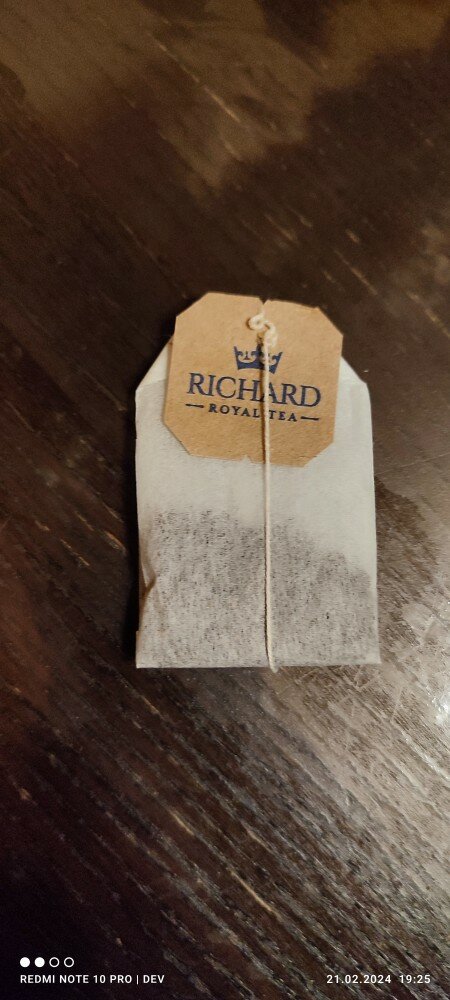 RICHARD
ROYAL TEA
REDMI NOTE 10 PRO | DEV
21.02.2024 19:25